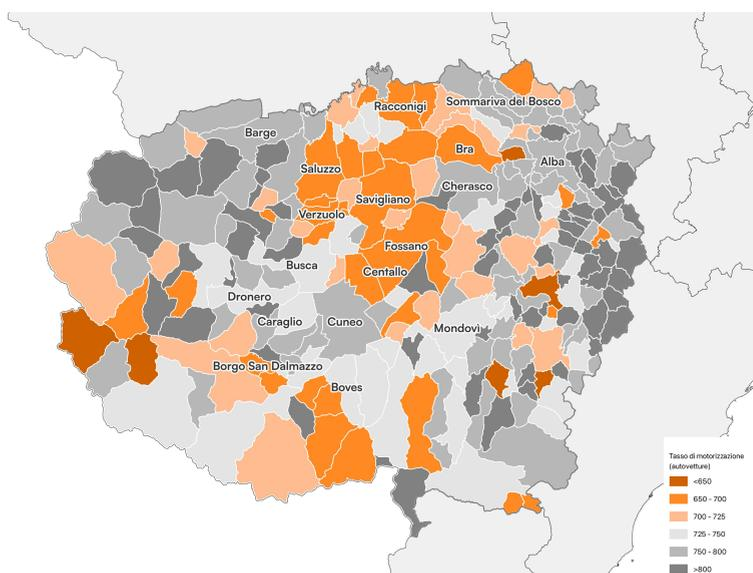 Racconigi
Sommariva del Bosco
Barge
Bra
Alba
Saluzzo
Cherasco
Savigliano
Verzuolo
Fossano
Busca
Centallo
Dronero
Caraglio
Cuneo
Mondovì
Borgo San Dalmazzo
Boves
Tasso di motorizzazione
(autovetture)
<650
650 - 700
700 - 725
725 - 750
750 - 800
>800